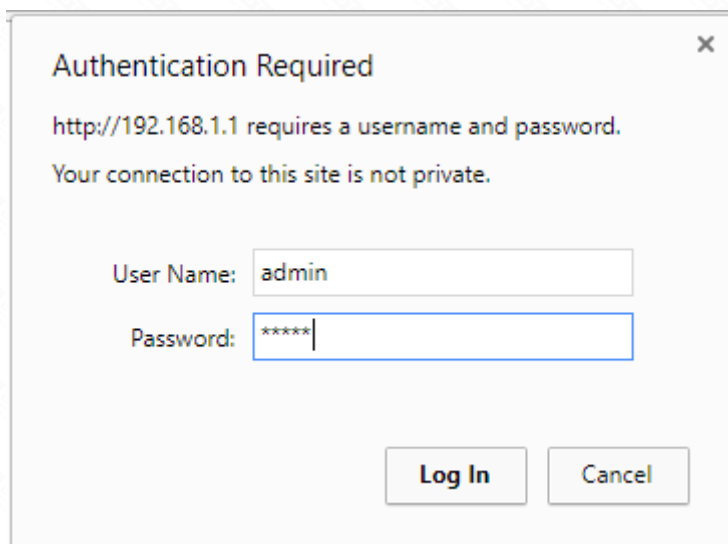 Authentication Required
http://192.168.1.1 requires a username and password.
Your connection to this site is not private.
User Name: admin
Password: *****
Log In Cancel